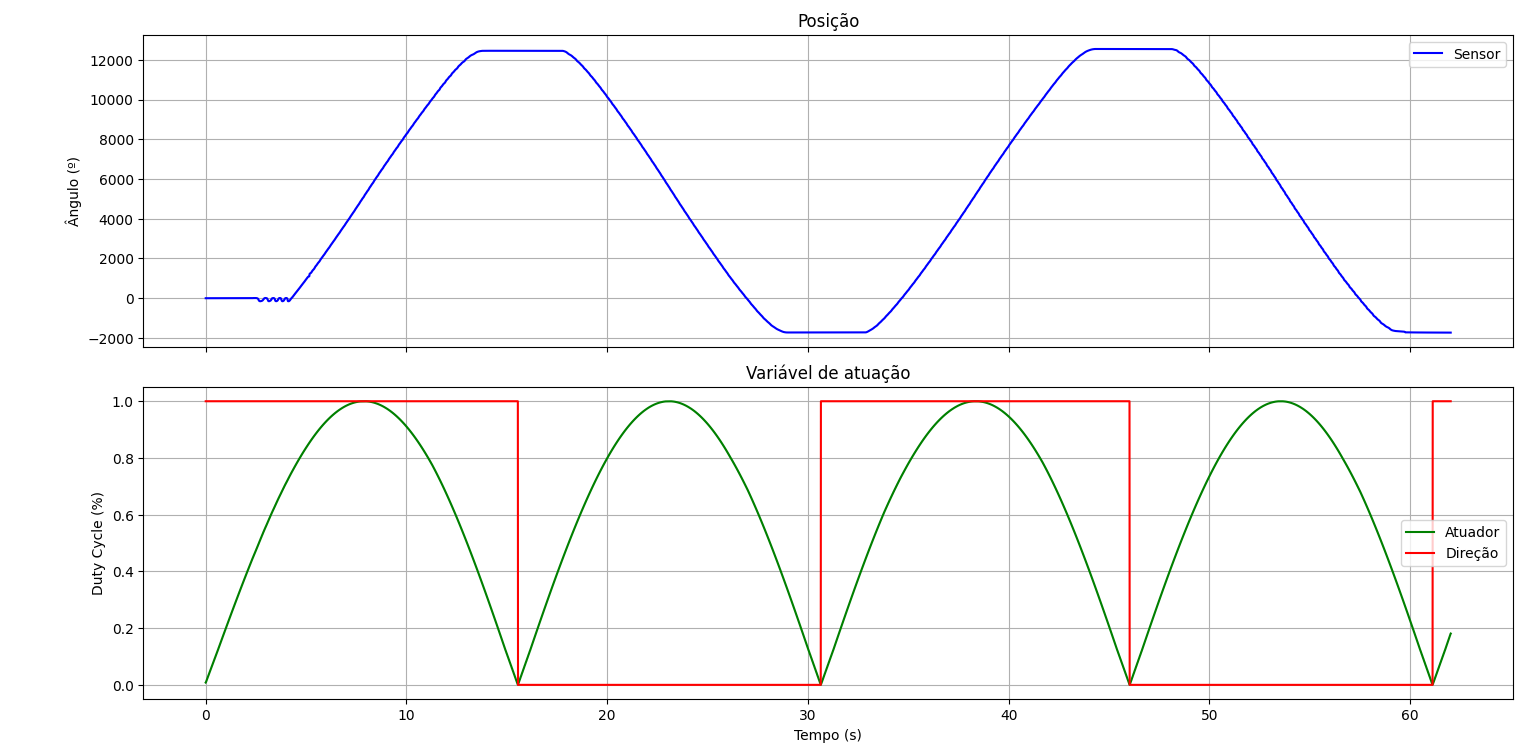 Posição
12000
10000
8000
6000
4000
2000
0
−2000
Ângulo (º)
Sensor
Variável de atuação
1.0
0.8
0.6
0.4
0.2
0.0
Duty Cycle (%)
Atuador
Direção
0 10 20 30 40 50 60
Tempo (s)